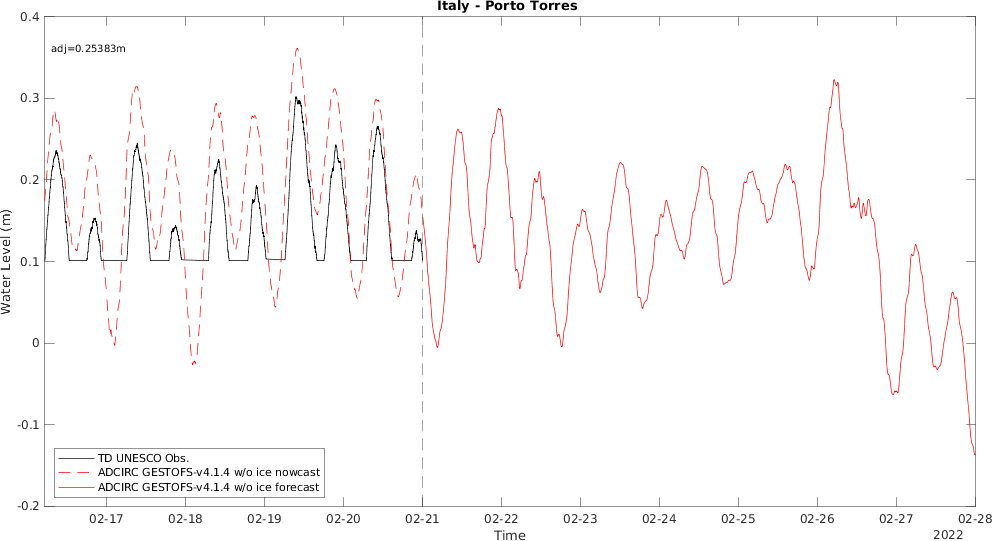 Italy - Porto Torres
0.4
adj=0.25383m
0.3
0.2
0.1
0
-0.1
-0.2
Water Level (m)
TD UNESCO Obs.
ADCIRC GESTOFS-v4.1.4 w/o ice nowcast
ADCIRC GESTOFS-v4.1.4 w/o ice forecast
02-17 02-18 02-19 02-20 02-21 02-22 02-23 02-24 02-25 02-26 02-27 02-28
Time
2022